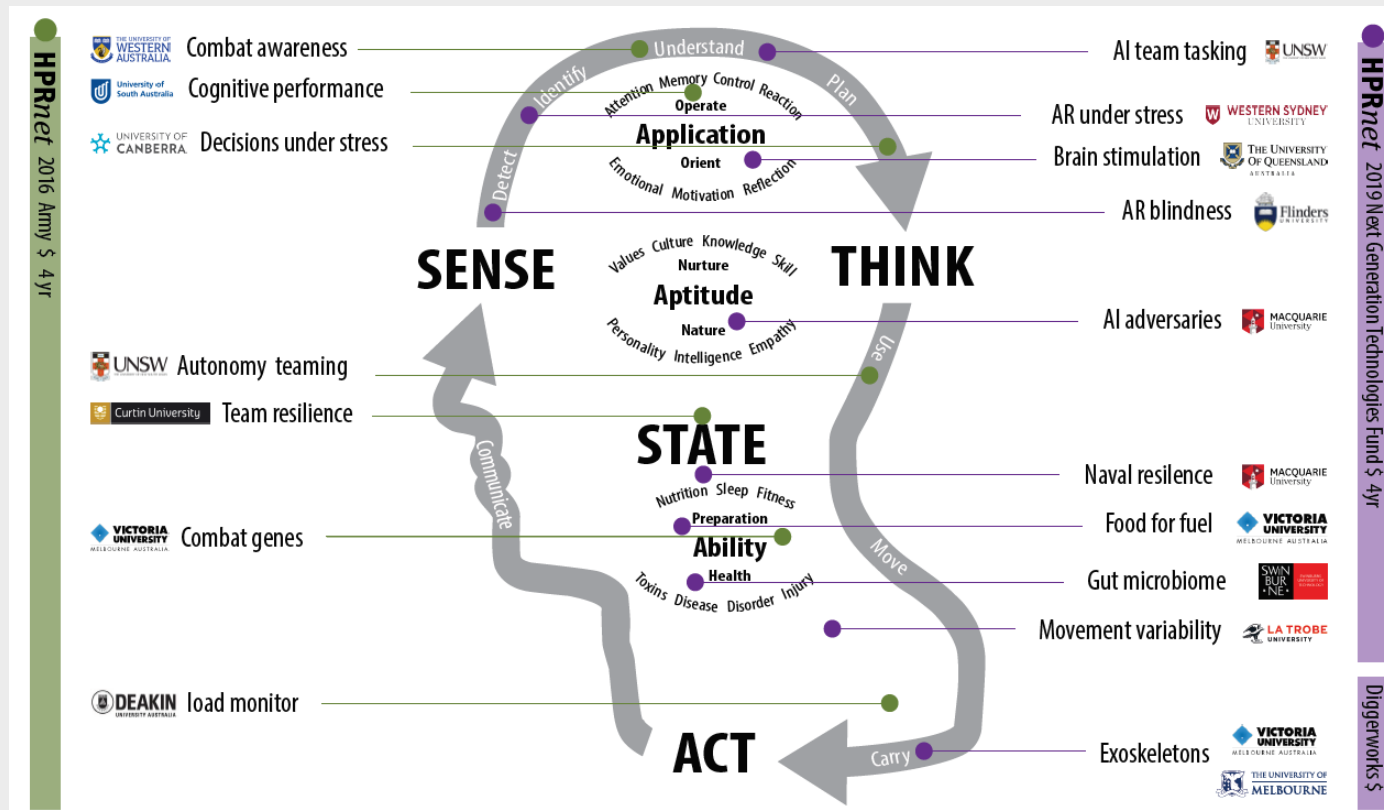 HPRnet 2016 Army $ 4 yr
THE UNIVERSITY OF
WESTERN
AUSTRALIA
Combat awareness
University of
South Australia
Cognitive performance
UNIVERSITY OF
CANBERRA
Decisions under stress
UNSW
Autonomy teaming
Curtin University
Team resilience
VICTORIA
UNIVERSITY
MELBOURNE AUSTRALIA
Combat genes
DEAKIN
UNIVERSITY AUSTRALIA
load monitor
Detect
Identify
Understand
Plan
Attention Memory Control Reaction
Operate
Application
Orient
Emotional Motivation Reflection
SENSE
THINK
Values Culture Knowledge Skill
Nurture
Aptitude
Nature
Personality Intelligence Empathy
Use
STATE
Nutrition Sleep Fitness
Preparation
Ability
Health
Toxins Disease Disorder Injury
Move
Communicate
ACT
Carry
AI team tasking
UNSW
AR under stress
WESTERN SYDNEY
UNIVERSITY
Brain stimulation
THE UNIVERSITY
OF QUEENSLAND
AUSTRALIA
AR blindness
Flinders
UNIVERSITY
AI adversaries
MACQUARIE
University
Naval resilence
MACQUARIE
University
Food for fuel
VICTORIA
UNIVERSITY
MELBOURNE AUSTRALIA
Gut microbiome
SWIN
BUR
NE
Movement variability
LA TROBE
UNIVERSITY
Exoskeletons
VICTORIA
UNIVERSITY
MELBOURNE AUSTRALIA
THE UNIVERSITY OF
MELBOURNE
HPRnet 2019 Next Generation Technologies Fund $ 4yr
Diggerworks $